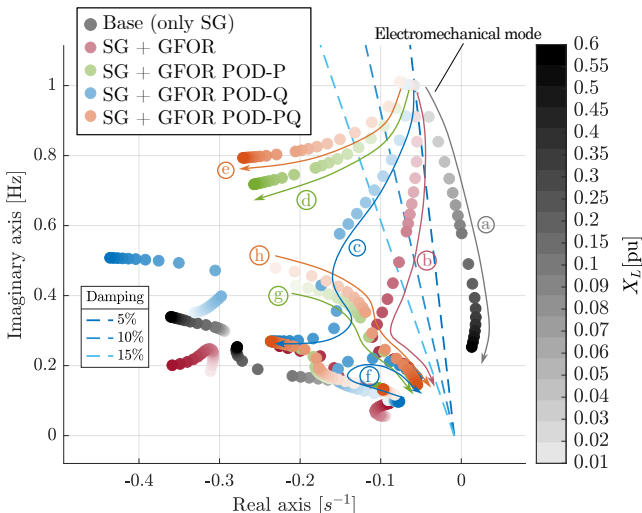 Base (only SG)
SG + GFOR
SG + GFOR POD-P
SG + GFOR POD-Q
SG + GFOR POD-PQ
Electromechanical mode
1
0.8
0.6
0.4
0.2
0
Imaginary axis [Hz]
-0.4
-0.3
-0.2
-0.1
0
Real axis [s⁻¹]
Damping
5%
10%
15%
a
b
c
d
e
f
g
h
0.6
0.55
0.5
0.45
0.4
0.35
0.3
0.25
0.2
0.15
0.1
0.09
0.08
0.07
0.06
0.05
0.04
0.03
0.02
0.01
X_L [pu]